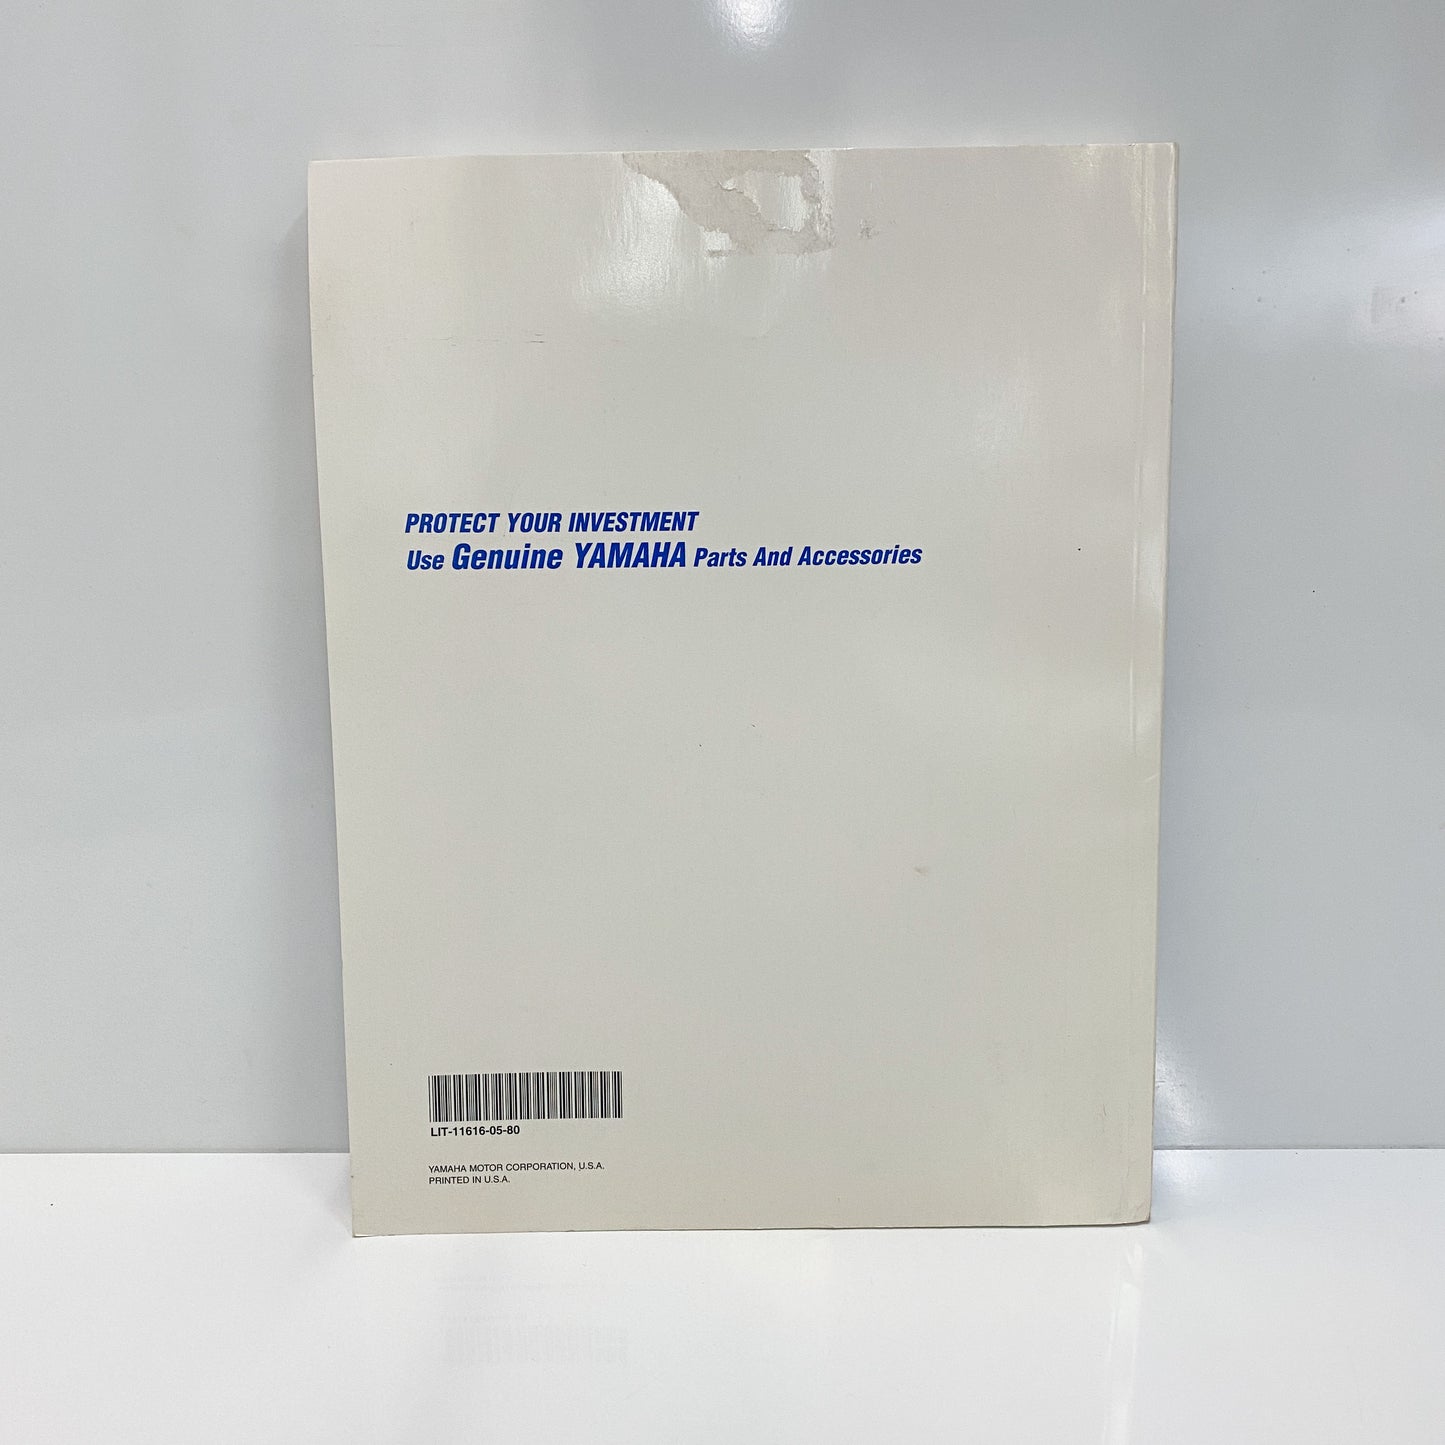 PROTECT YOUR INVESTMENT
Use Genuine YAMAHA Parts And Accessories
LIT-11616-05-80
YAMAHA MOTOR CORPORATION, U.S.A.
PRINTED IN U.S.A.